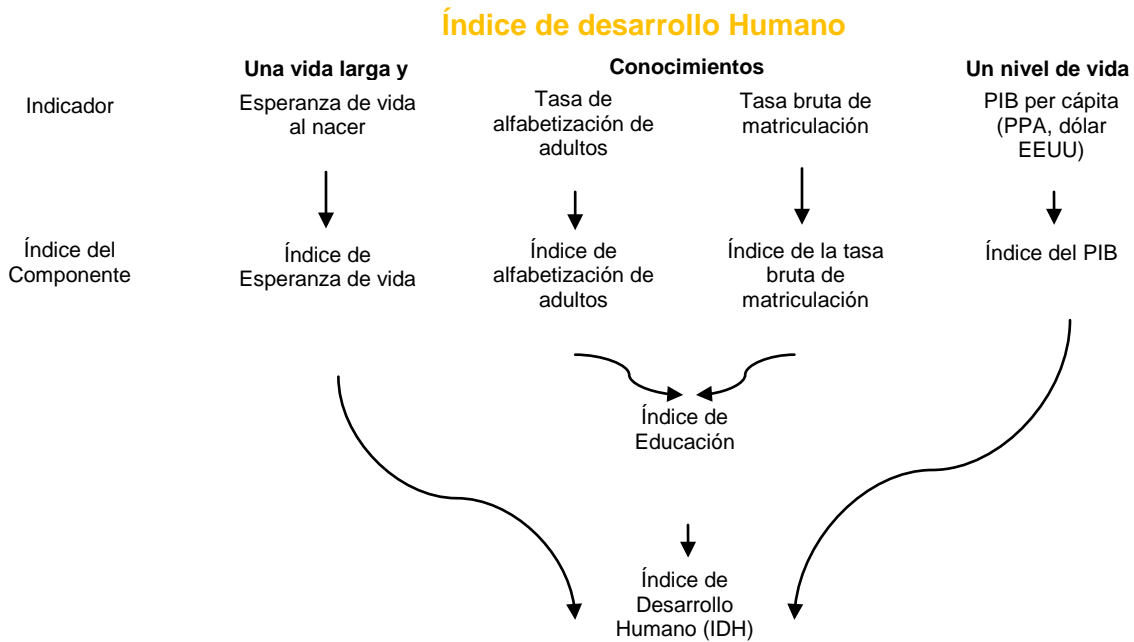 Índice de desarrollo Humano
Una vida larga y
Conocimientos
Un nivel de vida
Indicador
Esperanza de vida
al nacer
Tasa de
alfabetización de
adultos
Tasa bruta de
matriculación
PIB per cápita
(PPA, dólar
EEUU)
Índice del
Componente
Índice de
Esperanza de vida
Índice de
alfabetización de
adultos
Índice de la tasa
bruta de
matriculación
Índice del PIB
Índice de
Educación
Índice de
Desarrollo
Humano (IDH)